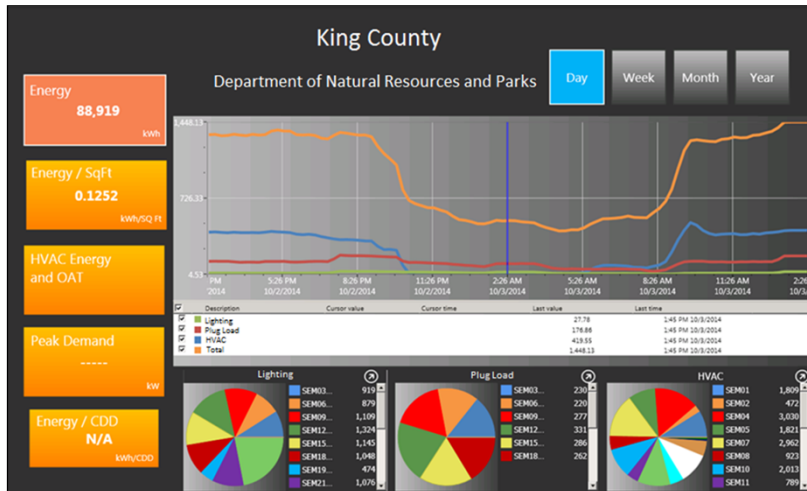 King County
Department of Natural Resources and Parks
Day
Week
Month
Year
Energy
88,919
kWh
Energy / SqFt
0.1252
kWh/SQ Ft
HVAC Energy
and OAT
Peak Demand
-----
kW
Energy / CDD
N/A
kWh/CDD
1,448.13
726.33
4.53
PM 5:26 PM 8:26 PM 11:26 PM 2:26 AM 5:26 AM 8:26 AM 11:26 AM 2:26
/2014 10/2/2014 10/2/2014 10/2/2014 10/3/2014 10/3/2014 10/3/2014 10/3/2014 10/3
Description Cursor value Cursor time Last value Last time
Lighting 27.78 1:45 PM 10/3/2014
Plug Load 176.86 1:45 PM 10/3/2014
HVAC 419.55 1:45 PM 10/3/2014
Total 1,448.13 1:45 PM 10/3/2014
Lighting
SEM03... 919
SEM06... 879
SEM09... 1,109
SEM12... 1,324
SEM15... 1,145
SEM18... 1,048
SEM19... 474
SEM21... 1,076
Plug Load
SEM03... 230
SEM06... 220
SEM09... 277
SEM12... 331
SEM15... 286
SEM18... 262
HVAC
SEM01 1,809
SEM02 472
SEM04 3,030
SEM05 1,821
SEM07 2,962
SEM08 923
SEM10 2,013
SEM11 789